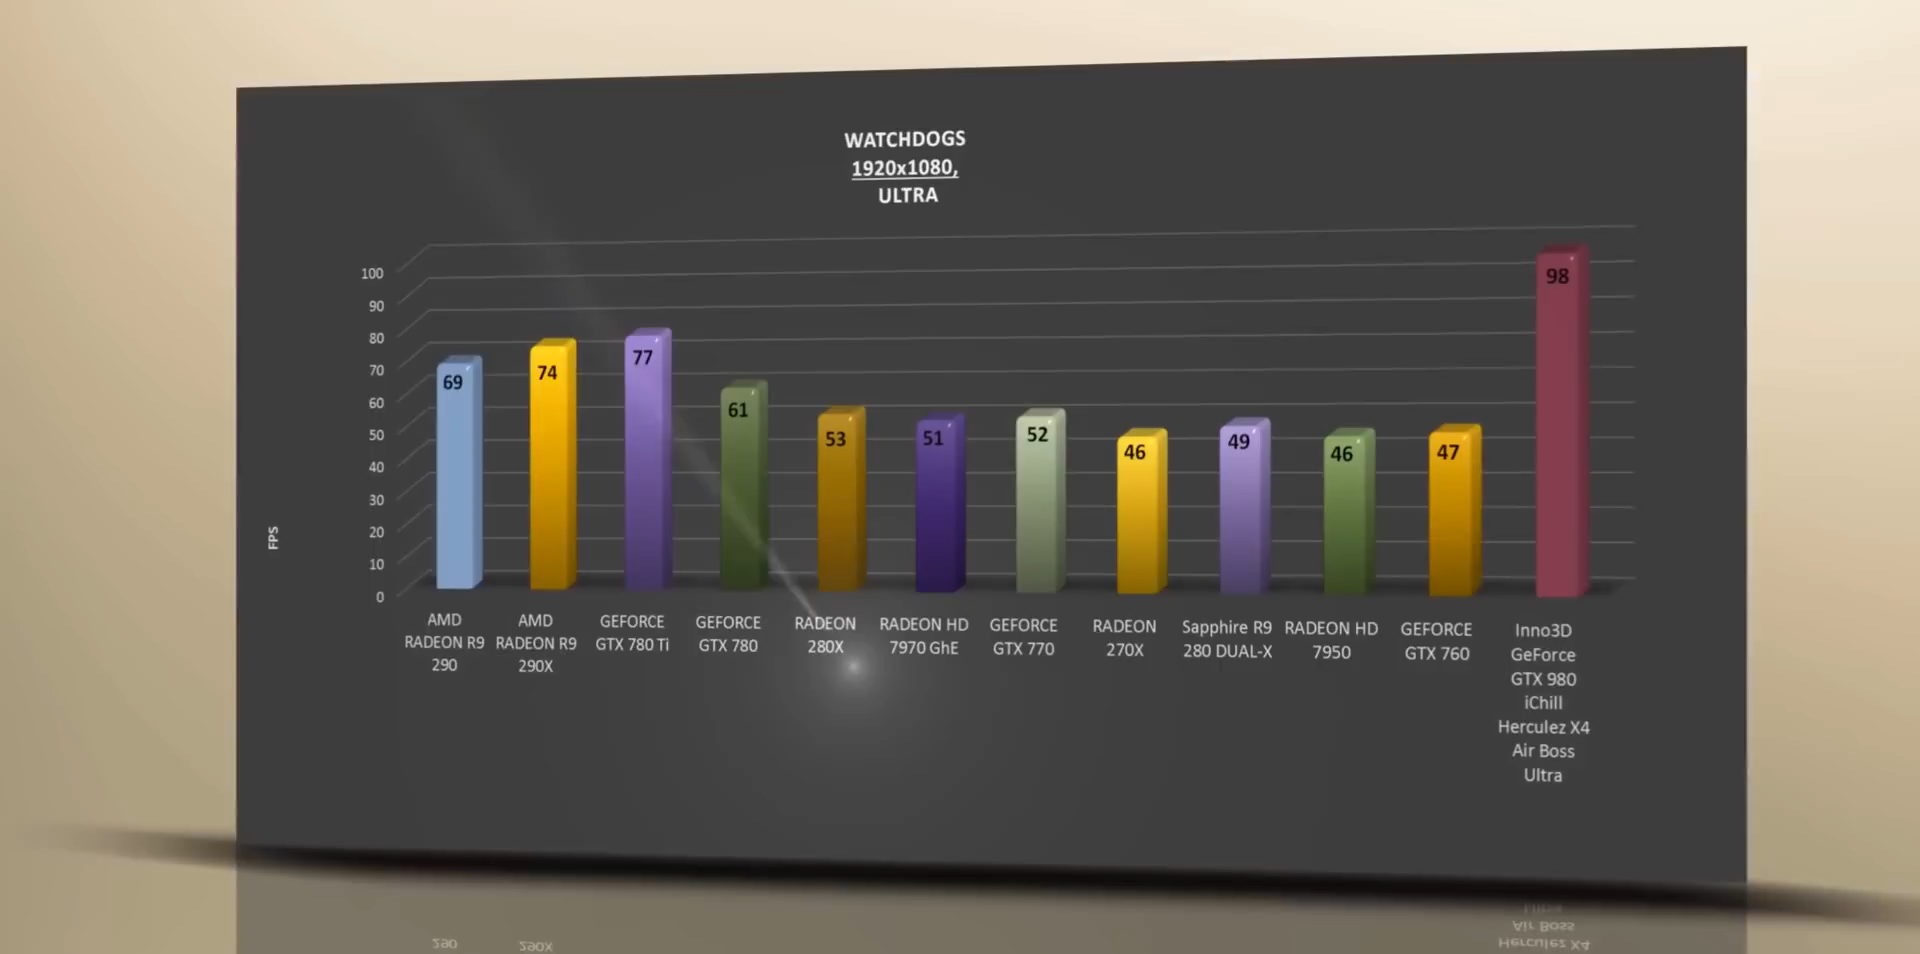 WATCHDOGS
1920x1080,
ULTRA
FPS
100
90
80
70
60
50
40
30
20
10
0
69
74
77
61
53
51
52
46
49
46
47
98
AMD
RADEON R9
290
AMD
RADEON R9
290X
GEFORCE
GTX 780 Ti
GEFORCE
GTX 780
RADEON
280X
RADEON HD
7970 GhE
GEFORCE
GTX 770
RADEON
270X
Sapphire R9
280 DUAL-X
RADEON HD
7950
GEFORCE
GTX 760
Inno3D
GeForce
GTX 980
iChill
Herculez X4
Air Boss
Ultra